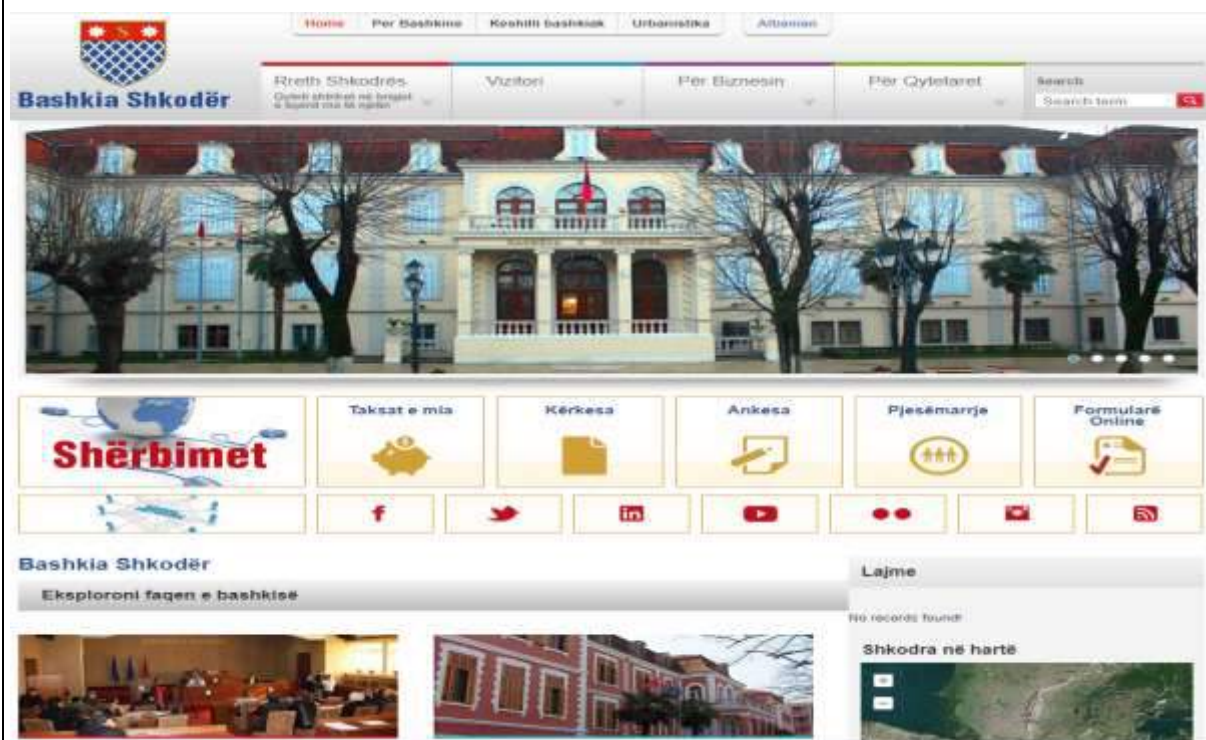 Home Per Bashkine Keshilli bashkiak Urbanistika Albanian
Bashkia Shkodër
Rreth Shkodrës
Vizitori
Për Biznesin
Për Qytetaret
Search
Search term
Shërbimet
Taksat e mia
Kërkesa
Ankesa
Pjesëmarrje
Formularë
Online
Bashkia Shkodër
Eksploroni faqen e bashkisë
Lajme
No records found!
Shkodra në hartë